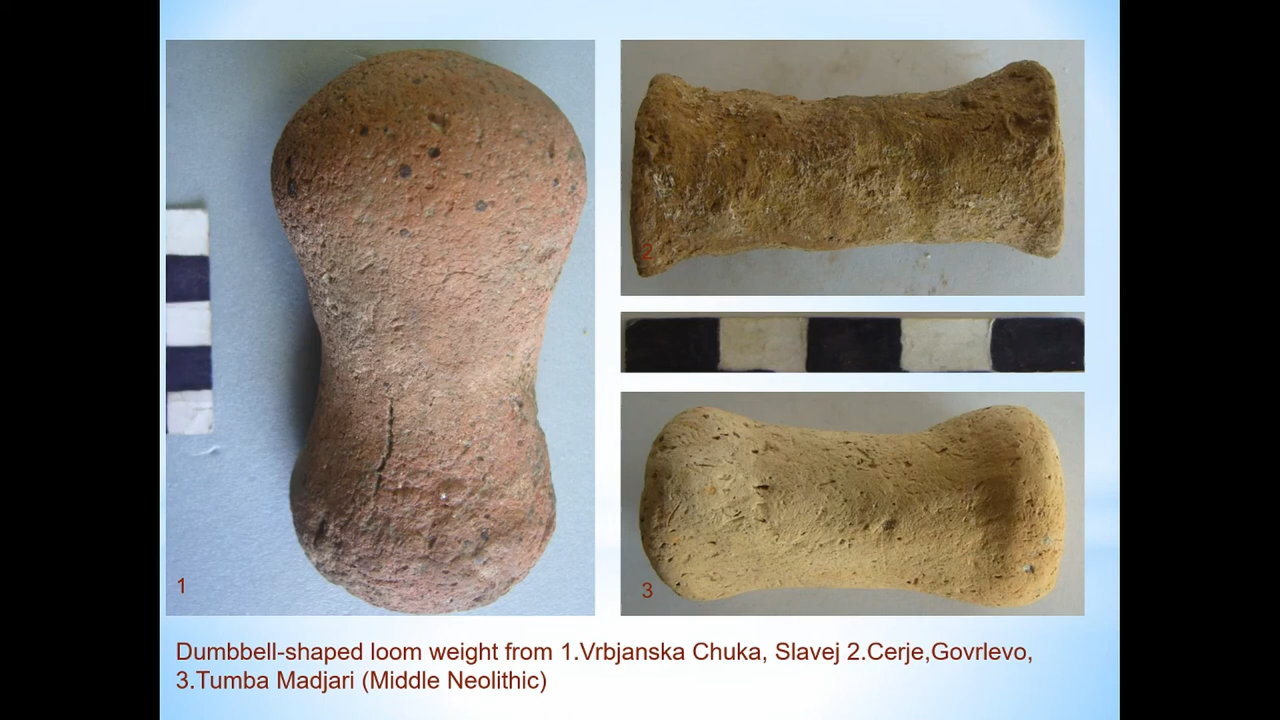 2
1
3
Dumbbell-shaped loom weight from 1.Vrbjanska Chuka, Slavej 2.Cerje,Govrlevo,
3.Tumba Madjari (Middle Neolithic)